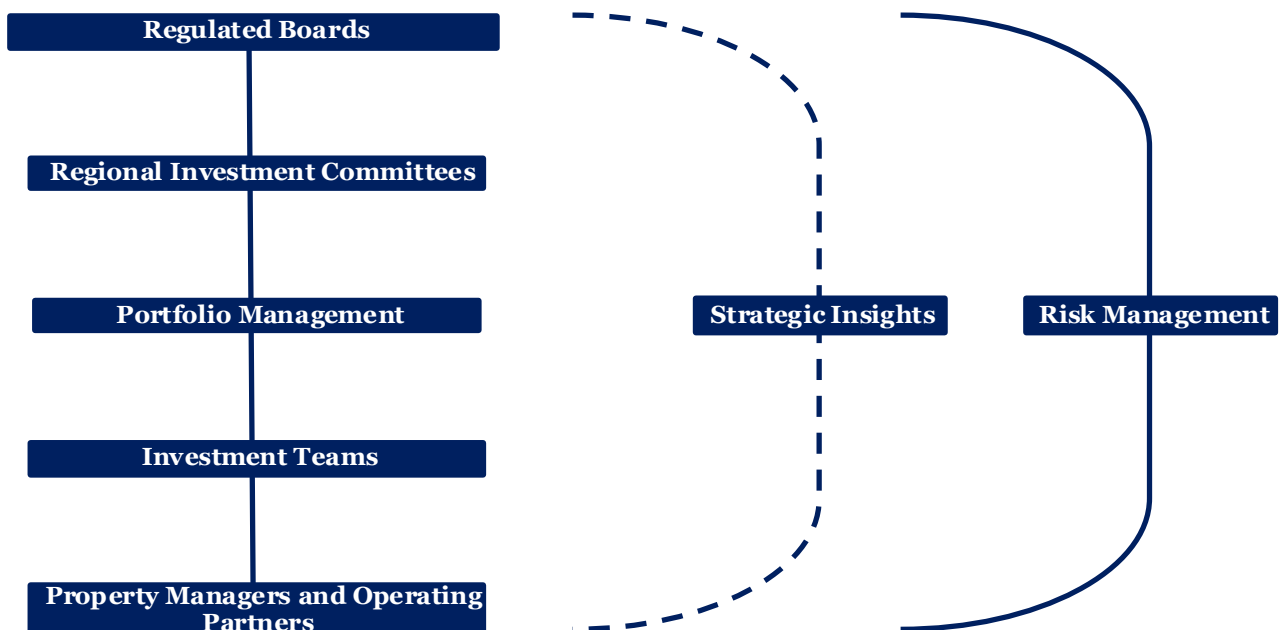 Regulated Boards
Regional Investment Committees
Portfolio Management
Strategic Insights
Risk Management
Investment Teams
Property Managers and Operating
Partners